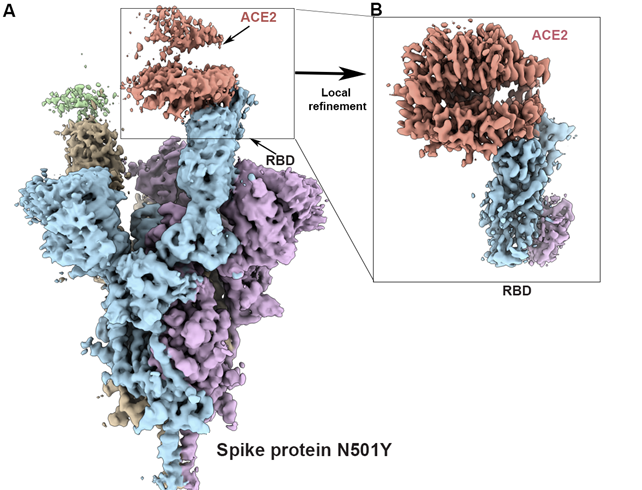 A
ACE2
B
ACE2
Local
refinement
RBD
RBD
Spike protein N501Y